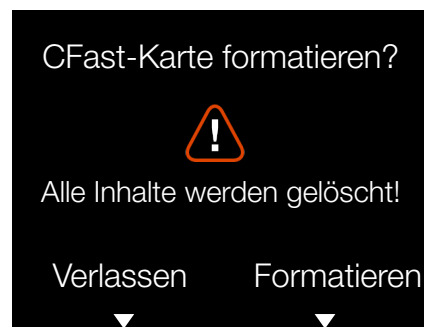 CFast-Karte formatieren?
!
Alle Inhalte werden gelöscht!
Verlassen Formatieren